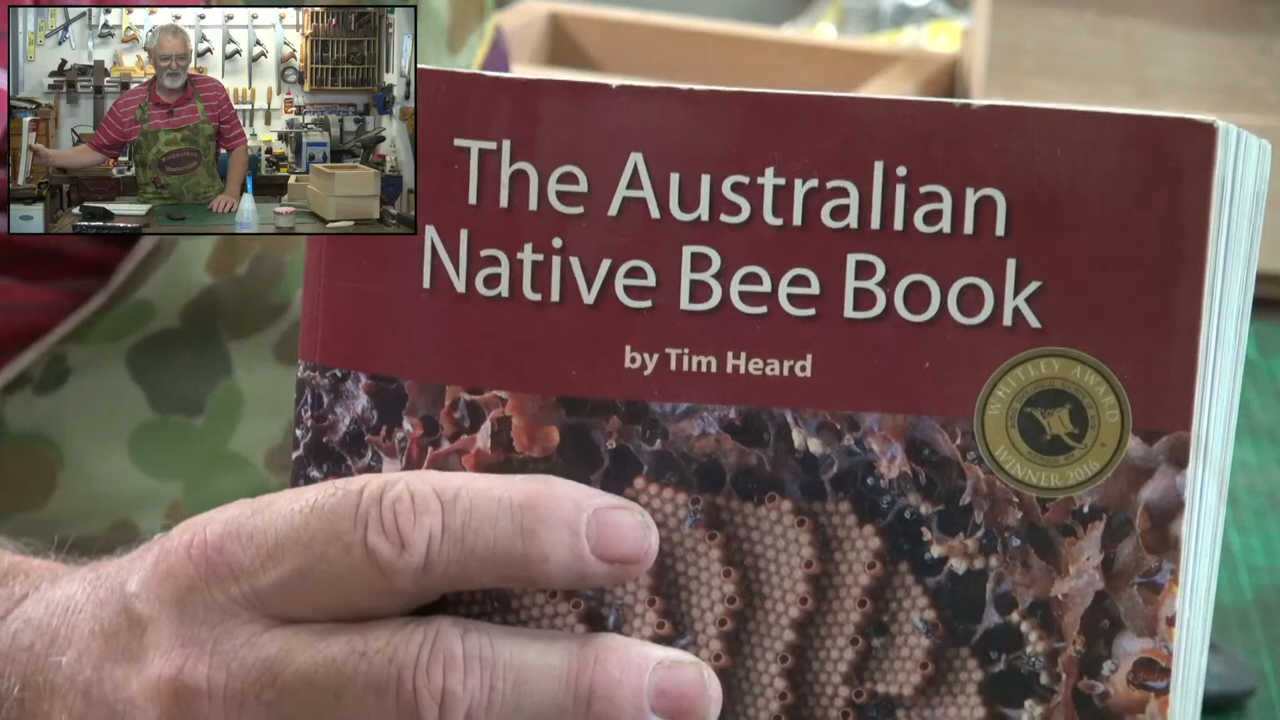 The Australian
Native Bee Book
by Tim Heard
WHITLEY AWARD
WINNER 2016